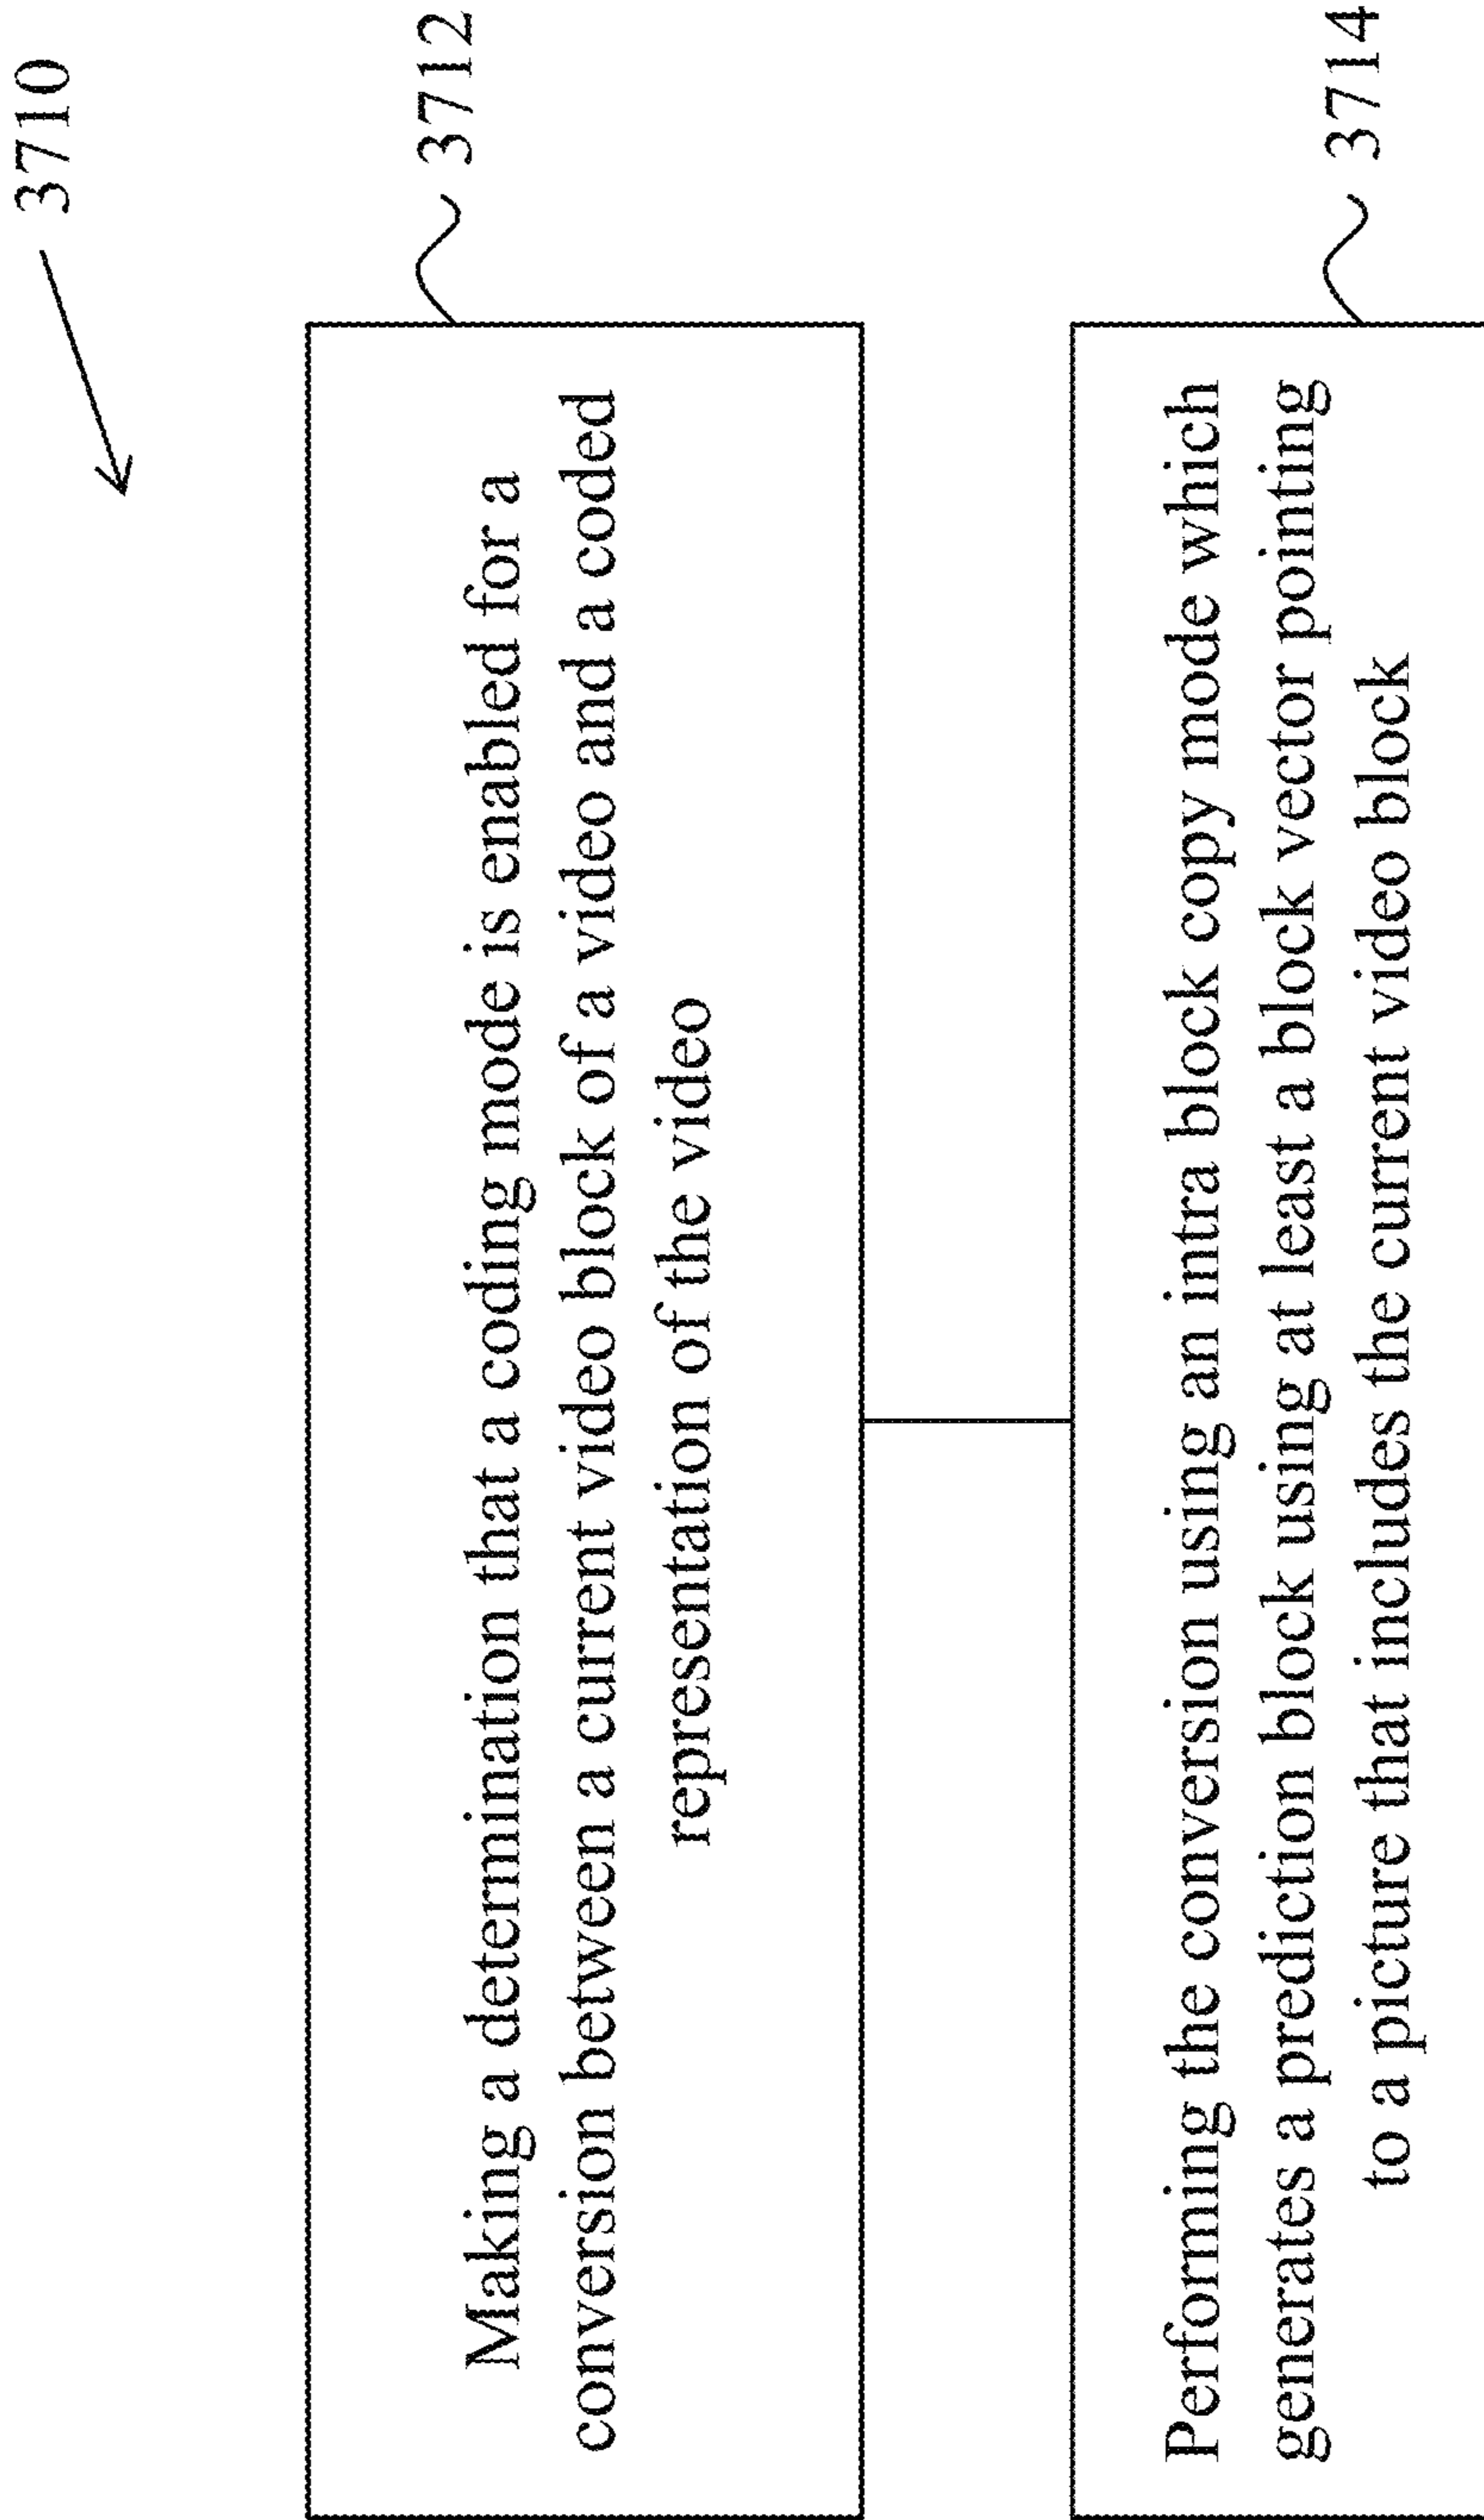 3710
Making a determination that a coding mode is enabled for a
conversion between a current video block of a video and a coded
representation of the video
3712
Performing the conversion using an intra block copy mode which
generates a prediction block using at least a block vector pointing
to a picture that includes the current video block
3714